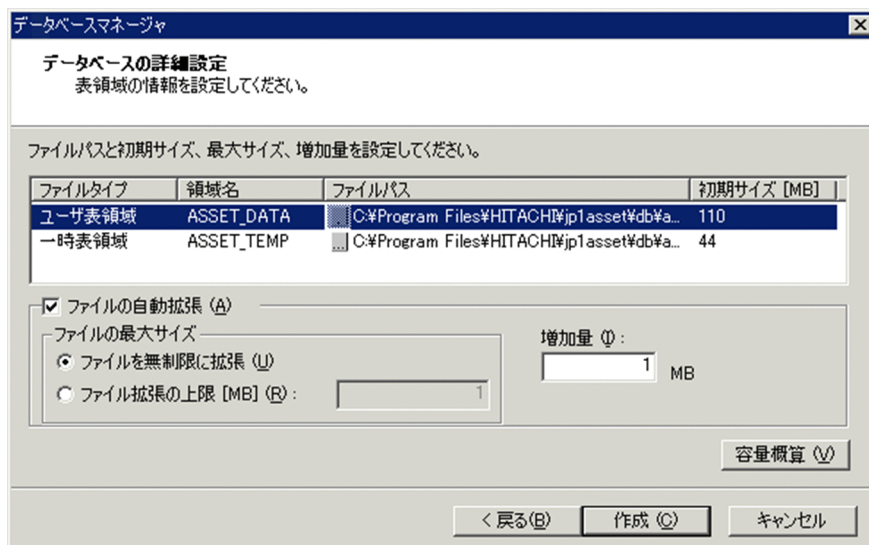 データベースマネージャ
データベースの詳細設定
表領域の情報を設定してください。
ファイルパスと初期サイズ、最大サイズ、増加量を設定してください。
ファイルタイプ 領域名 ファイルパス 初期サイズ [MB]
ユーザ表領域 ASSET_DATA ... C:¥Program Files¥HITACHI¥jp1asset¥db¥a... 110
一時表領域 ASSET_TEMP ... C:¥Program Files¥HITACHI¥jp1asset¥db¥a... 44
ファイルの自動拡張 (A)
ファイルの最大サイズ
増加量 (I) :
ファイルを無制限に拡張 (U)
1 MB
ファイル拡張の上限 [MB] (R) : 1
容量概算 (V)
< 戻る(B) 作成 (C) キャンセル